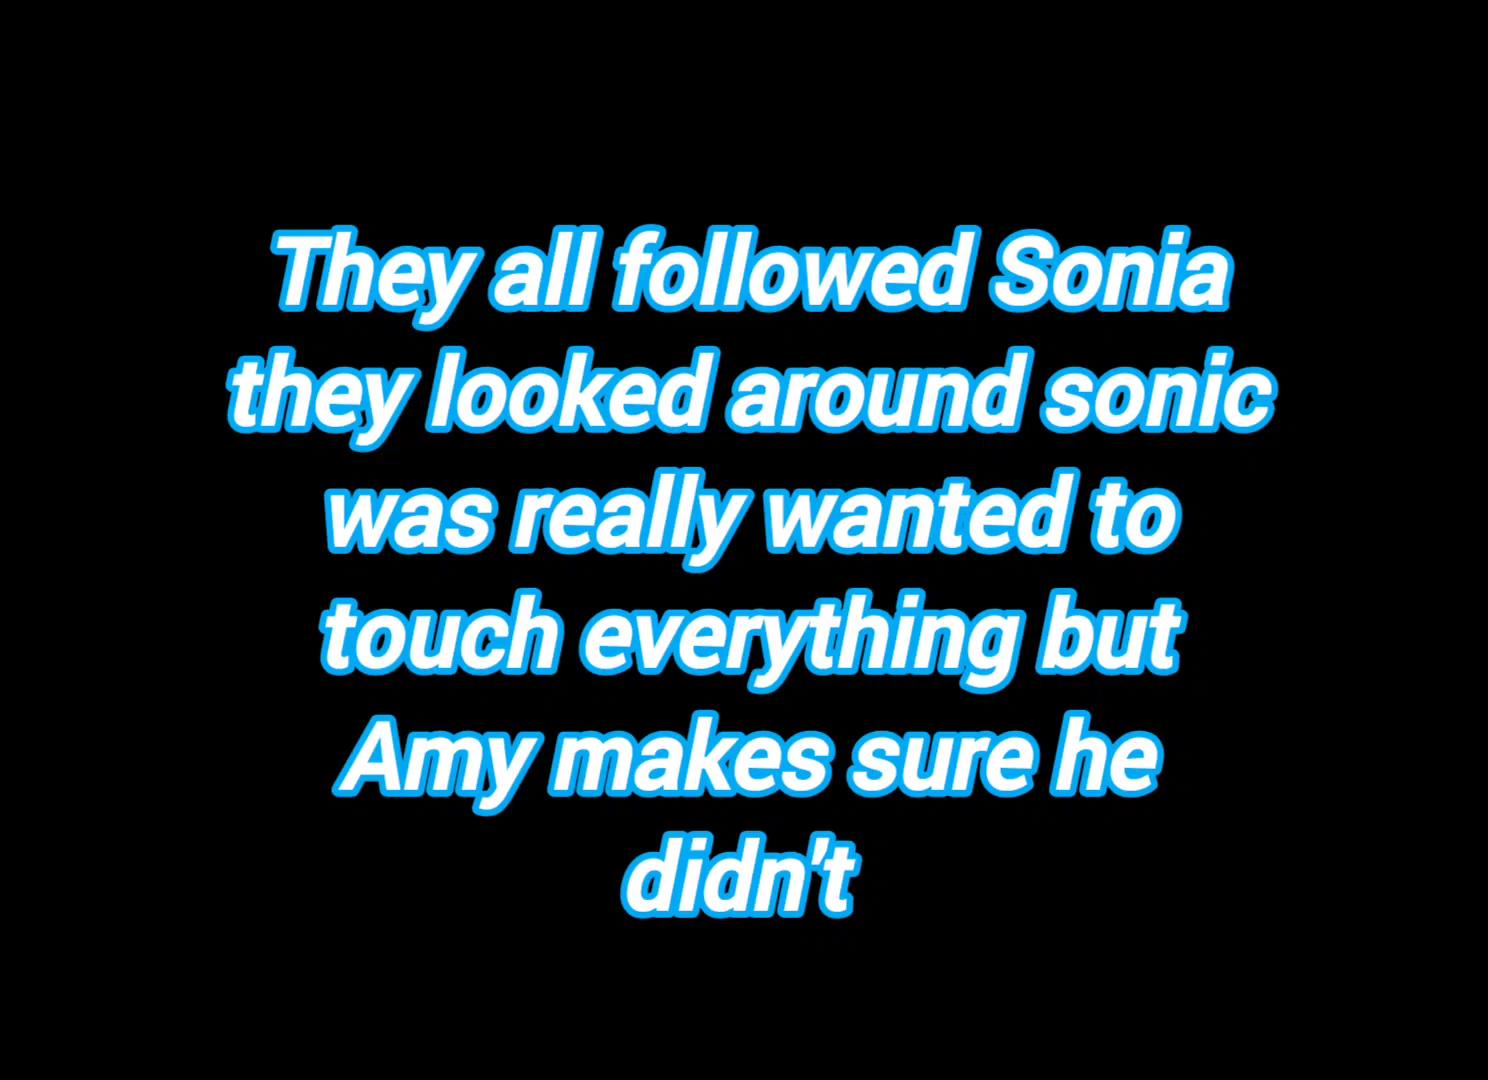 They all followed Sonia
they looked around sonic
was really wanted to
touch everything but
Amy makes sure he
didn't